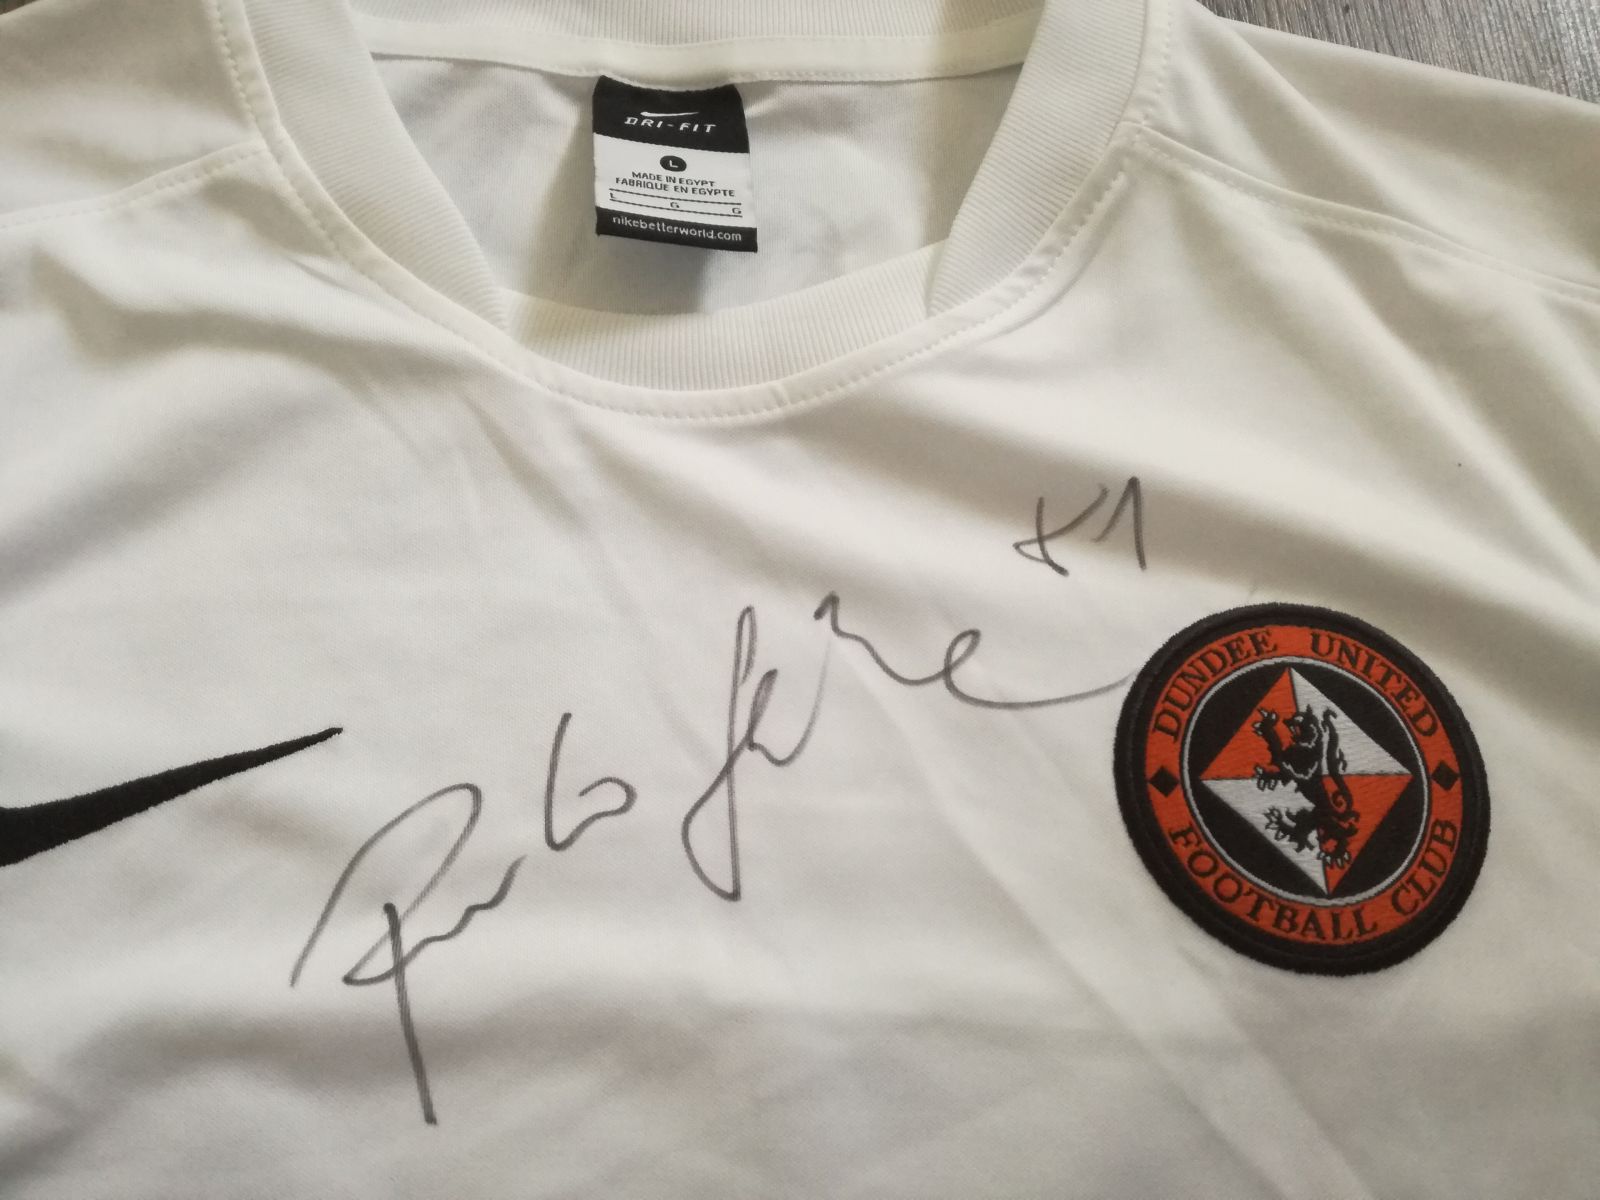 DRI-FIT
L
MADE IN EGYPT
FABRIQUE EN EGYPTE
L G G
nikebetterworld.com
DUNDEE UNITED
FOOTBALL CLUB